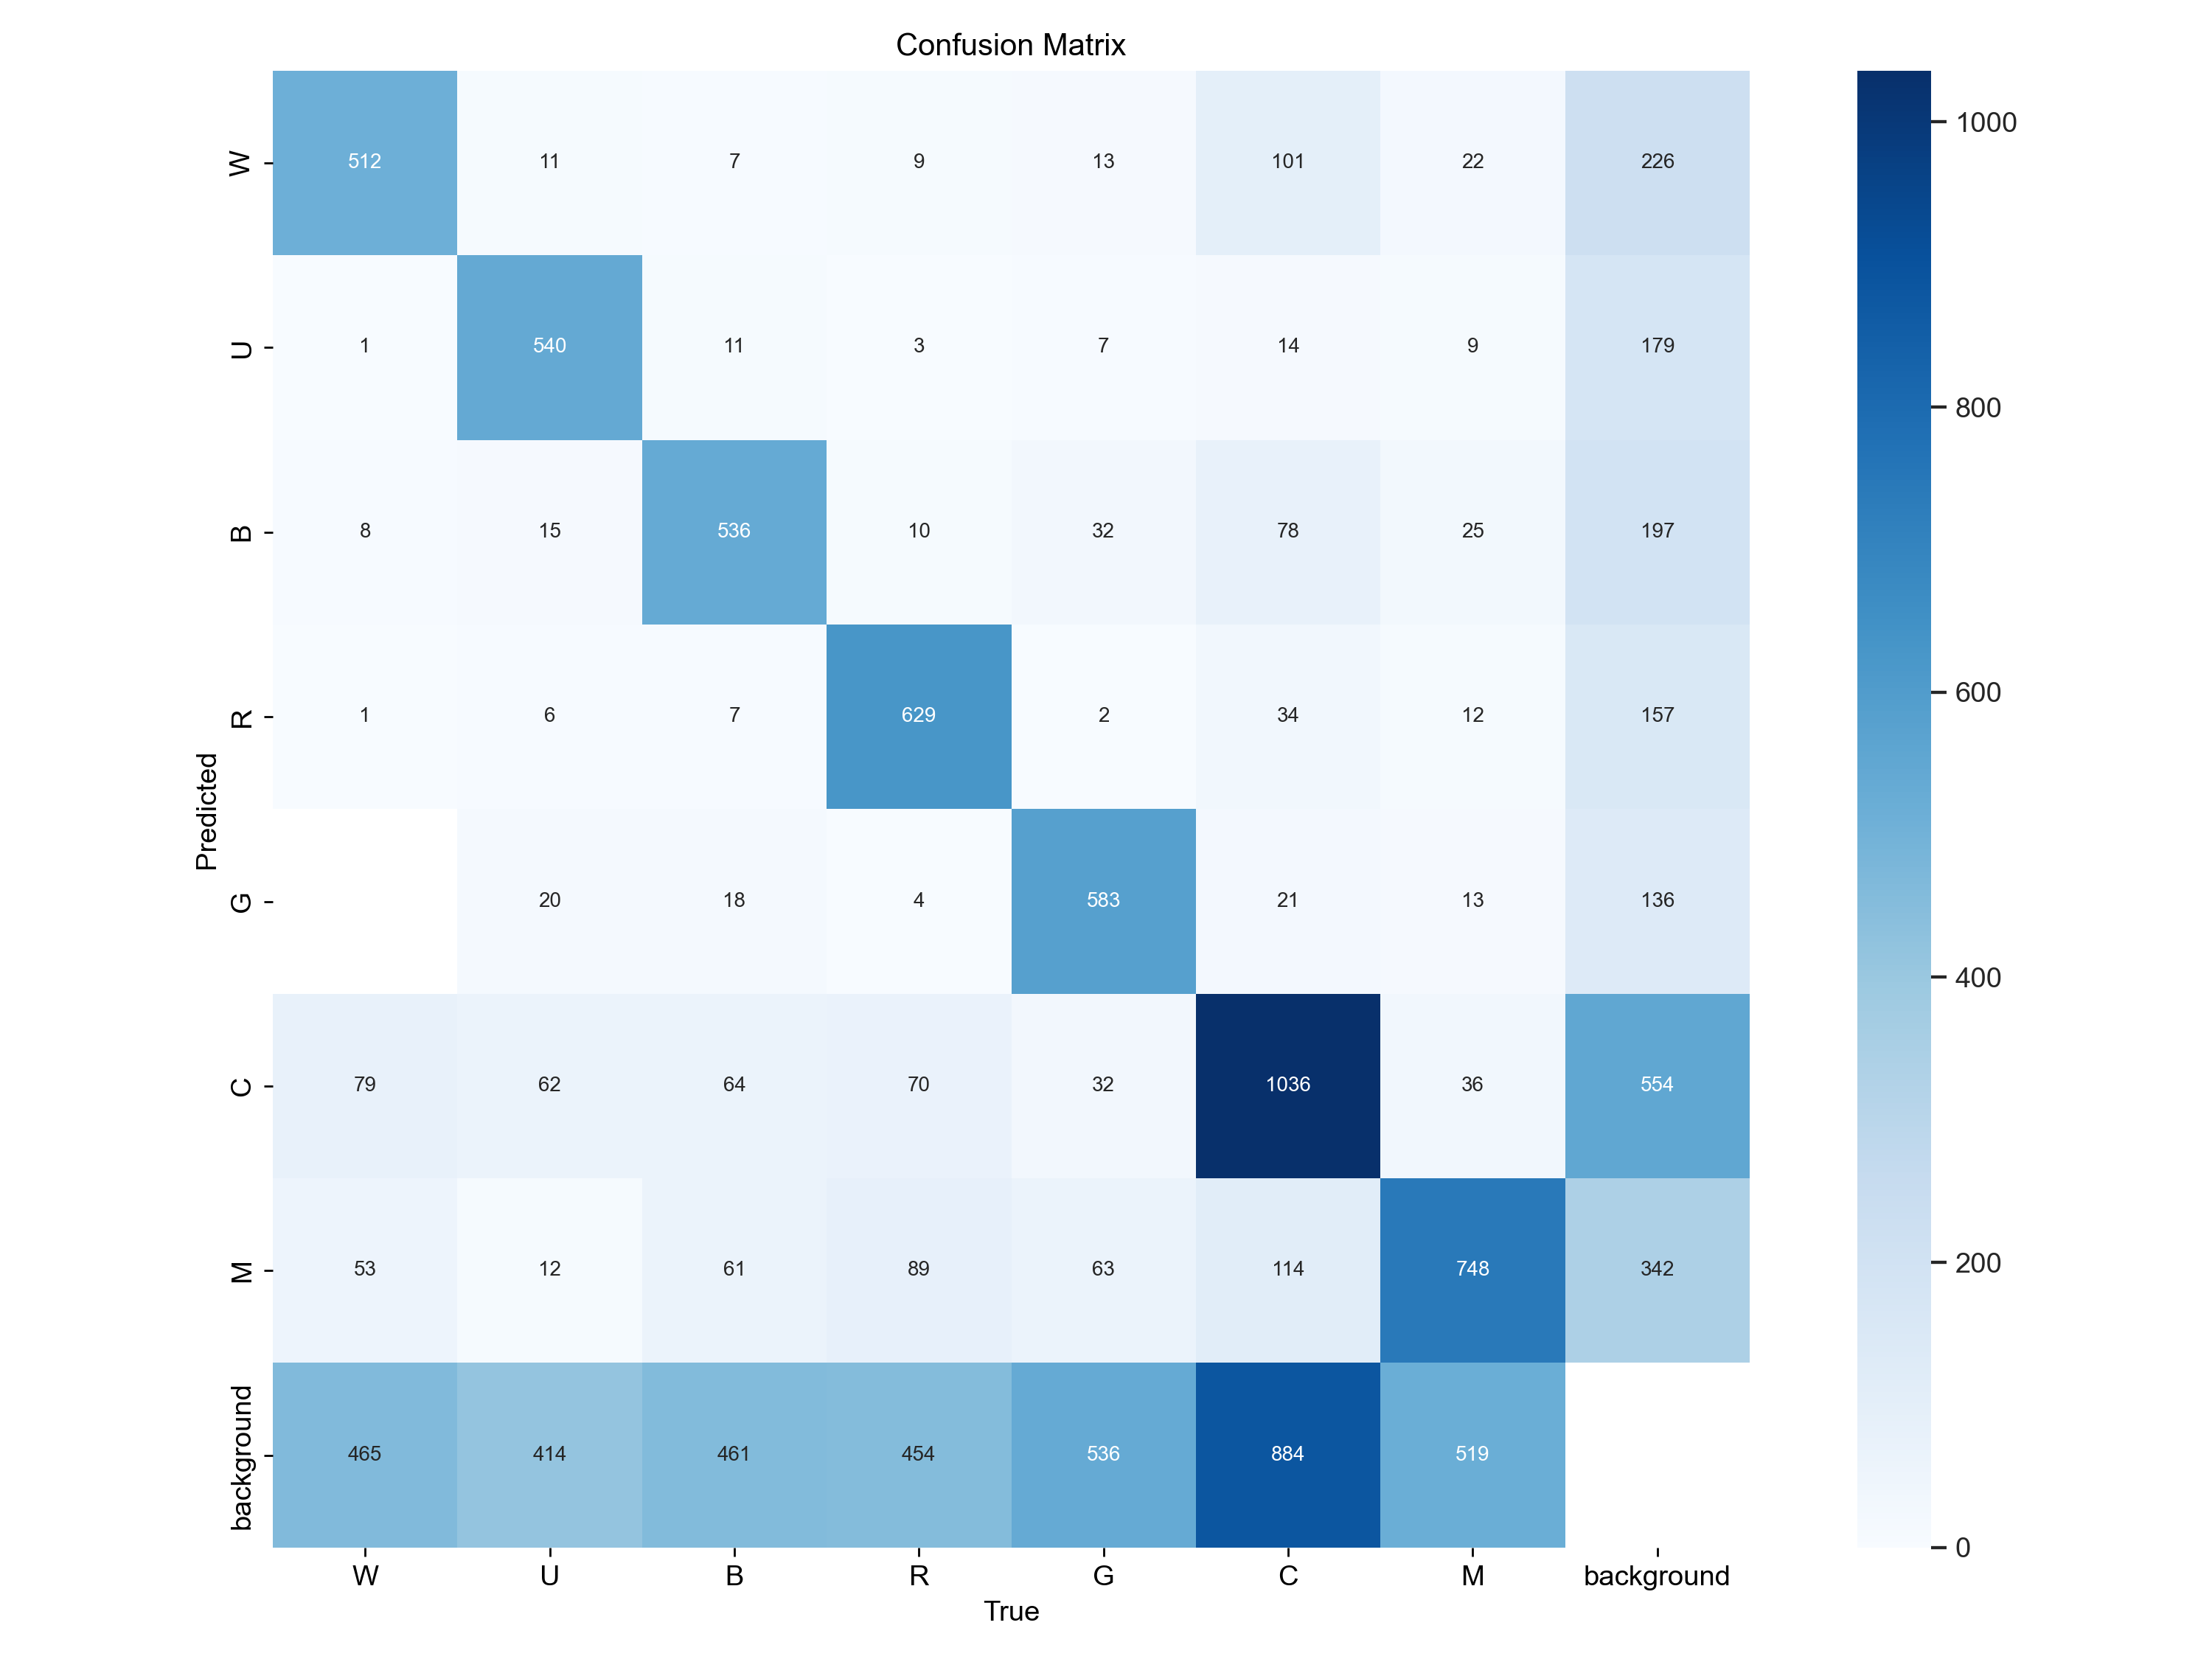 Confusion Matrix
W 512 11 7 9 13 101 22 226
U 1 540 11 3 7 14 9 179
B 8 15 536 10 32 78 25 197
R 1 6 7 629 2 34 12 157
G 20 18 4 583 21 13 136
C 79 62 64 70 32 1036 36 554
M 53 12 61 89 63 114 748 342
background 465 414 461 454 536 884 519
W U B R G C M background
True
Predicted
1000
800
600
400
200
0